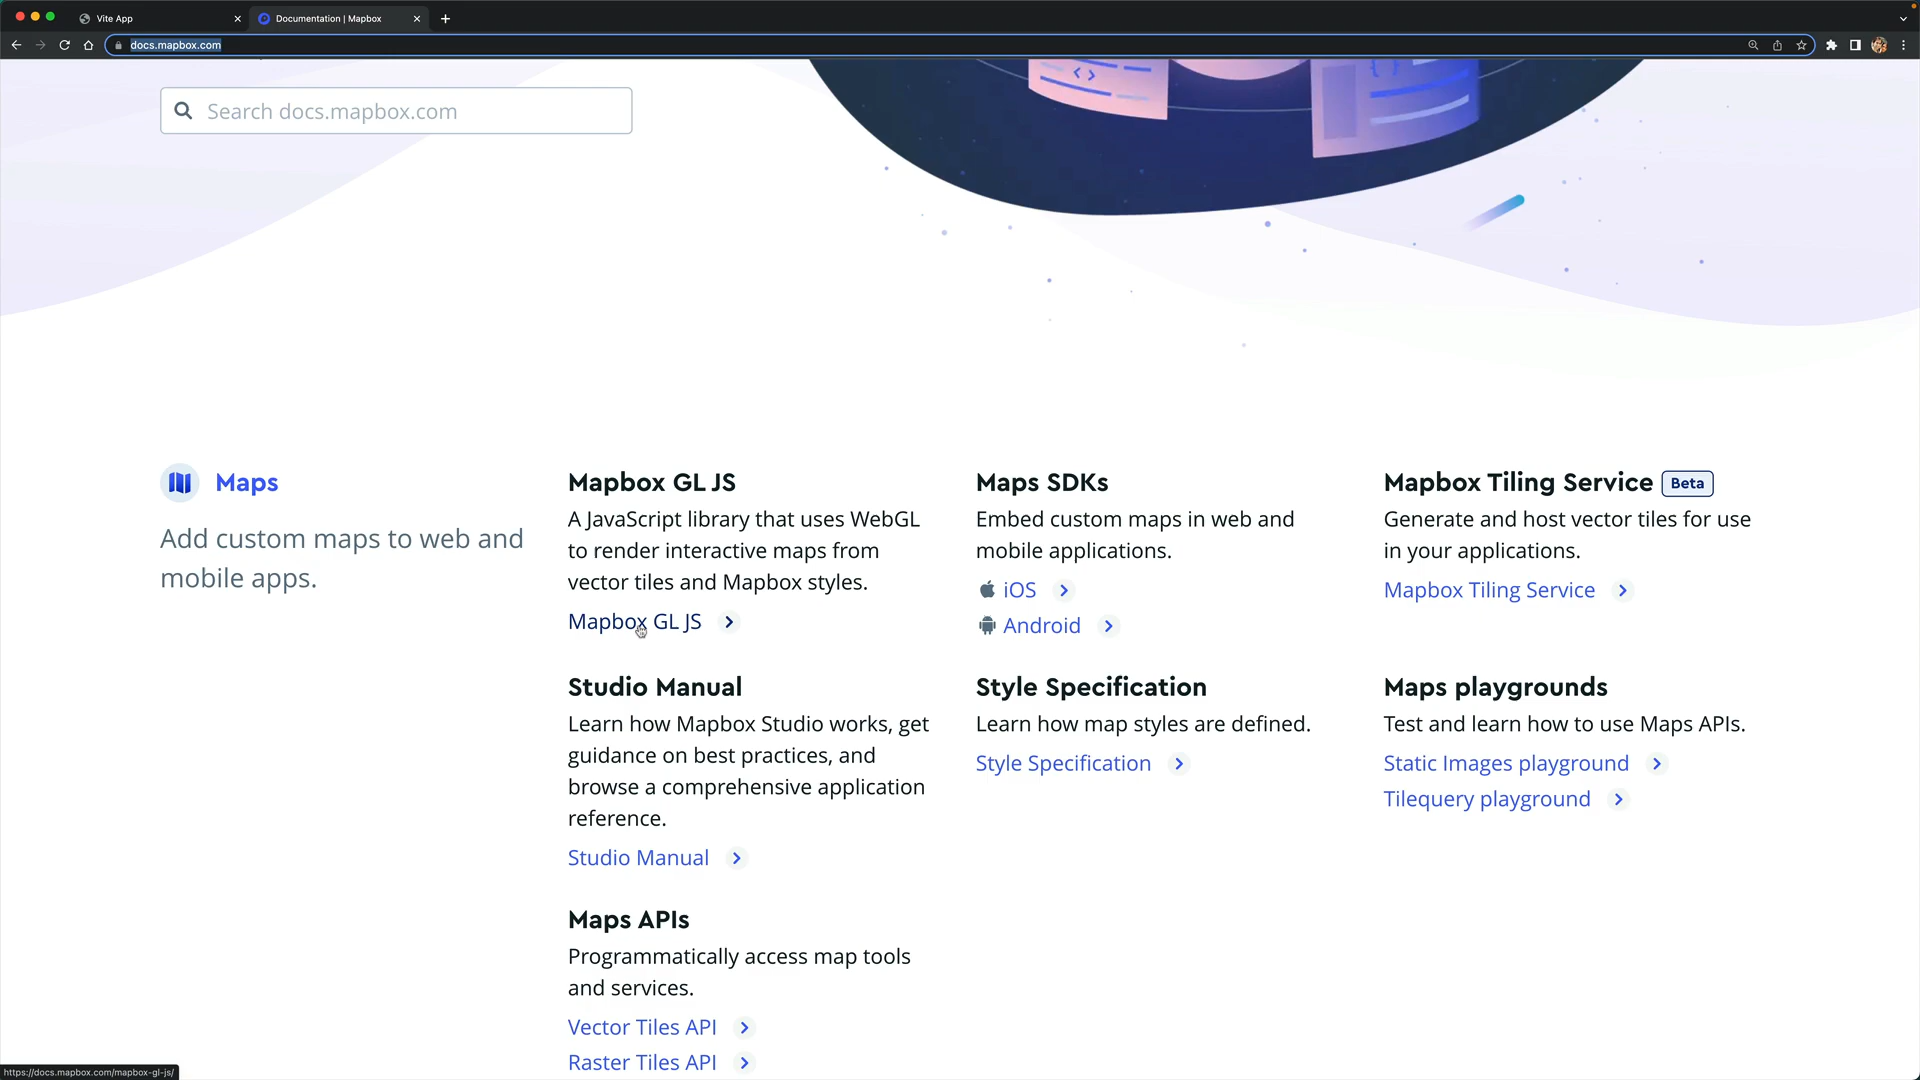 Vite App
Documentation | Mapbox
docs.mapbox.com
Search docs.mapbox.com
Maps
Add custom maps to web and
mobile apps.
Mapbox GL JS
A JavaScript library that uses WebGL
to render interactive maps from
vector tiles and Mapbox styles.
Mapbox GL JS
Maps SDKs
Embed custom maps in web and
mobile applications.
iOS
Android
Mapbox Tiling Service Beta
Generate and host vector tiles for use
in your applications.
Mapbox Tiling Service
Studio Manual
Learn how Mapbox Studio works, get
guidance on best practices, and
browse a comprehensive application
reference.
Studio Manual
Style Specification
Learn how map styles are defined.
Style Specification
Maps playgrounds
Test and learn how to use Maps APIs.
Static Images playground
Tilequery playground
Maps APIs
Programmatically access map tools
and services.
Vector Tiles API
Raster Tiles API
https://docs.mapbox.com/mapbox-gl-js/